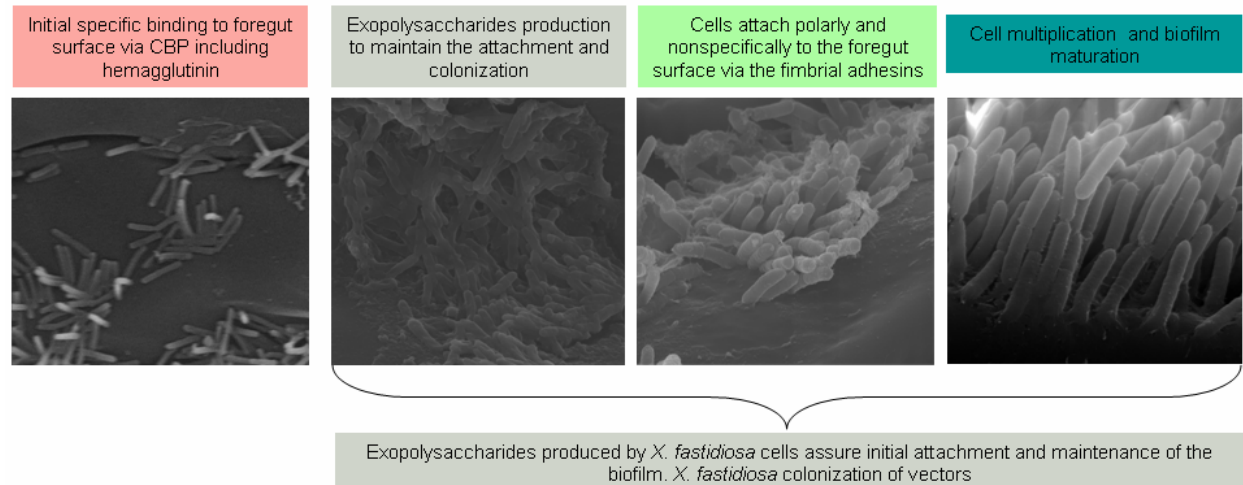 Initial specific binding to foregut
surface via CBP including
hemagglutinin
Exopolysaccharides production
to maintain the attachment and
colonization
Cells attach polarly and
nonspecifically to the foregut
surface via the fimbrial adhesins
Cell multiplication and biofilm
maturation
Exopolysaccharides produced by X. fastidiosa cells assure initial attachment and maintenance of the
biofilm. X. fastidiosa colonization of vectors